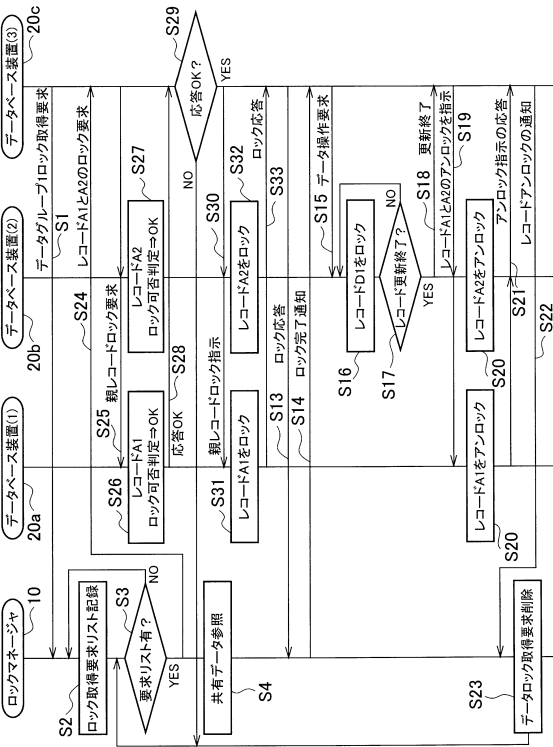 ロックマネージャ
10
データベース装置(1)
20a
データベース装置(2)
20b
データベース装置(3)
20c
データグループ1ロック取得要求
S1
S2
ロック取得要求リスト記録
S3
要求リスト有?
NO
YES
S24
レコードA1とA2のロック要求
S25
親レコードロック要求
S26
レコードA1
ロック可否判定⇒OK
S27
レコードA2
ロック可否判定⇒OK
S28
応答OK
S29
応答OK?
NO
YES
共有データ参照
S4
S30
親レコードロック指示
S31
レコードA1をロック
S32
レコードA2をロック
S33
ロック応答
S13
ロック応答
S14
ロック完了通知
S15
データ操作要求
S16
レコードD1をロック
S17
レコード更新終了?
NO
YES
S18
更新終了
S19
レコードA1とA2のアンロックを指示
S20
レコードA1をアンロック
S20
レコードA2をアンロック
S21
アンロック指示の応答
S22
レコードアンロックの通知
S23
データロック取得要求削除